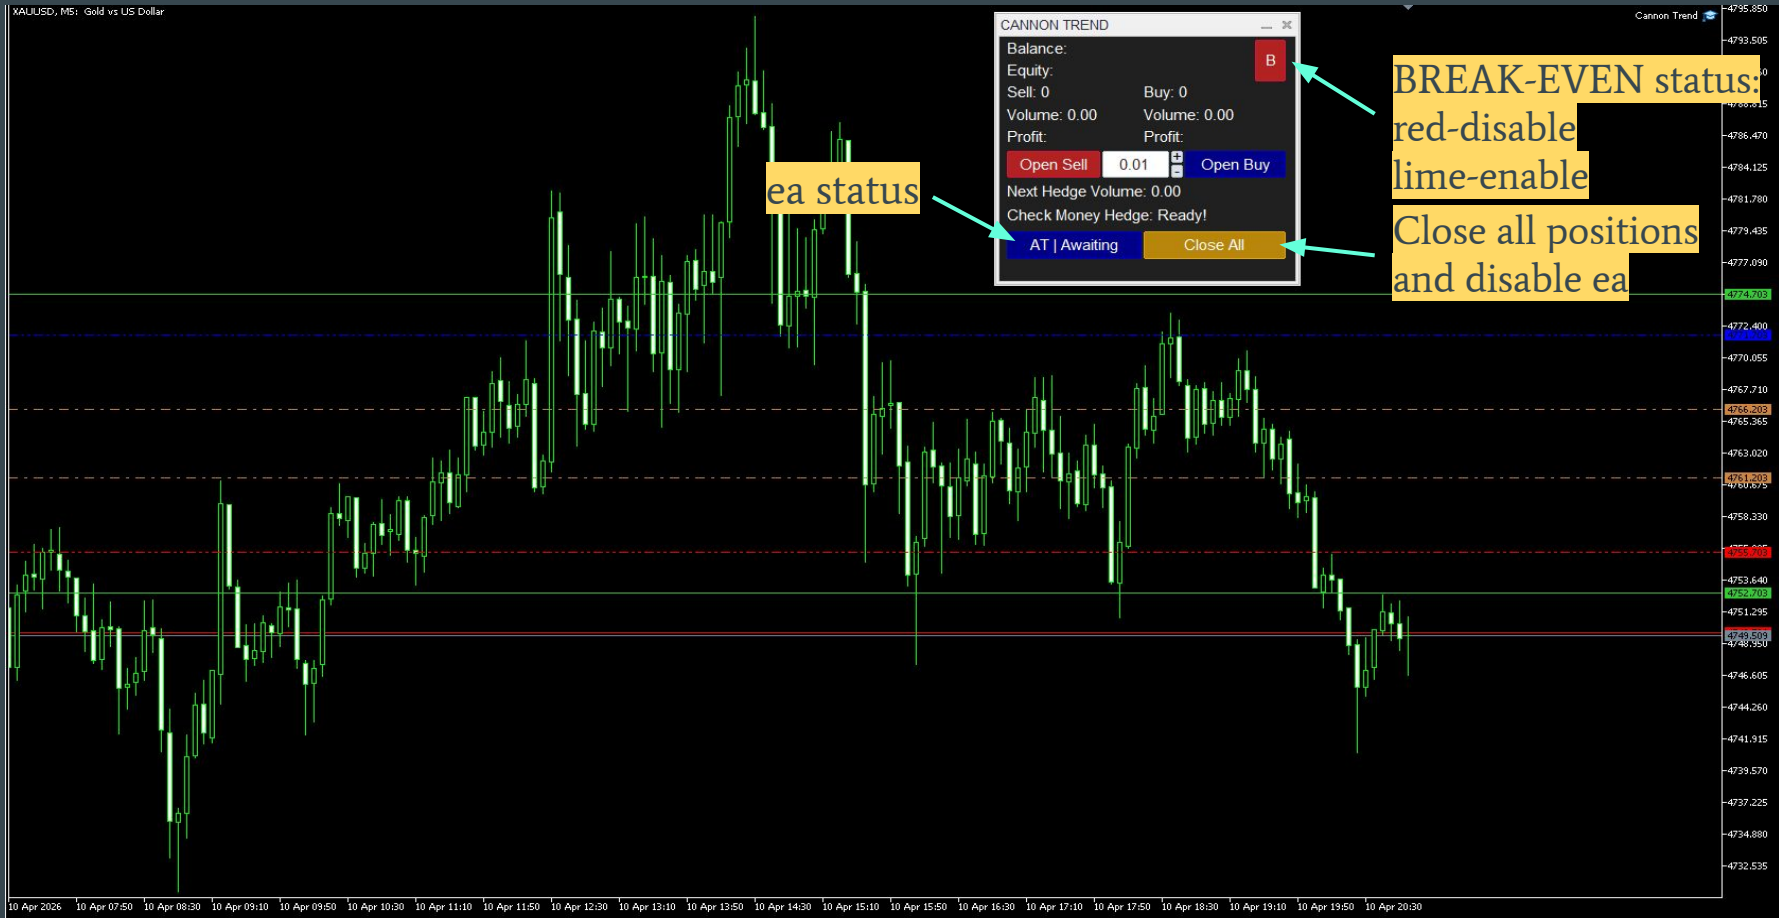 XAUUSD, M5: Gold vs US Dollar
Cannon Trend
CANNON TREND
Balance:
B
Equity:
Sell: 0
Buy: 0
Volume: 0.00
Volume: 0.00
Profit:
Profit:
Open Sell
0.01
+
-
Open Buy
Next Hedge Volume: 0.00
Check Money Hedge: Ready!
AT | Awaiting
Close All
ea status
BREAK-EVEN status:
red-disable
lime-enable
Close all positions
and disable ea
4795.850
4793.505
4786.470
4784.125
4781.780
4779.435
4777.090
4774.703
4772.400
4770.055
4767.710
4766.203
4765.365
4763.020
4761.203
4760.675
4758.330
4755.703
4753.640
4752.703
4751.295
4749.509
4748.950
4746.605
4744.260
4741.915
4739.570
4737.225
4734.880
4732.535
10 Apr 2026
10 Apr 07:50
10 Apr 08:30
10 Apr 09:10
10 Apr 09:50
10 Apr 10:30
10 Apr 11:10
10 Apr 11:50
10 Apr 12:30
10 Apr 13:10
10 Apr 13:50
10 Apr 14:30
10 Apr 15:10
10 Apr 15:50
10 Apr 16:30
10 Apr 17:10
10 Apr 17:50
10 Apr 18:30
10 Apr 19:10
10 Apr 19:50
10 Apr 20:30